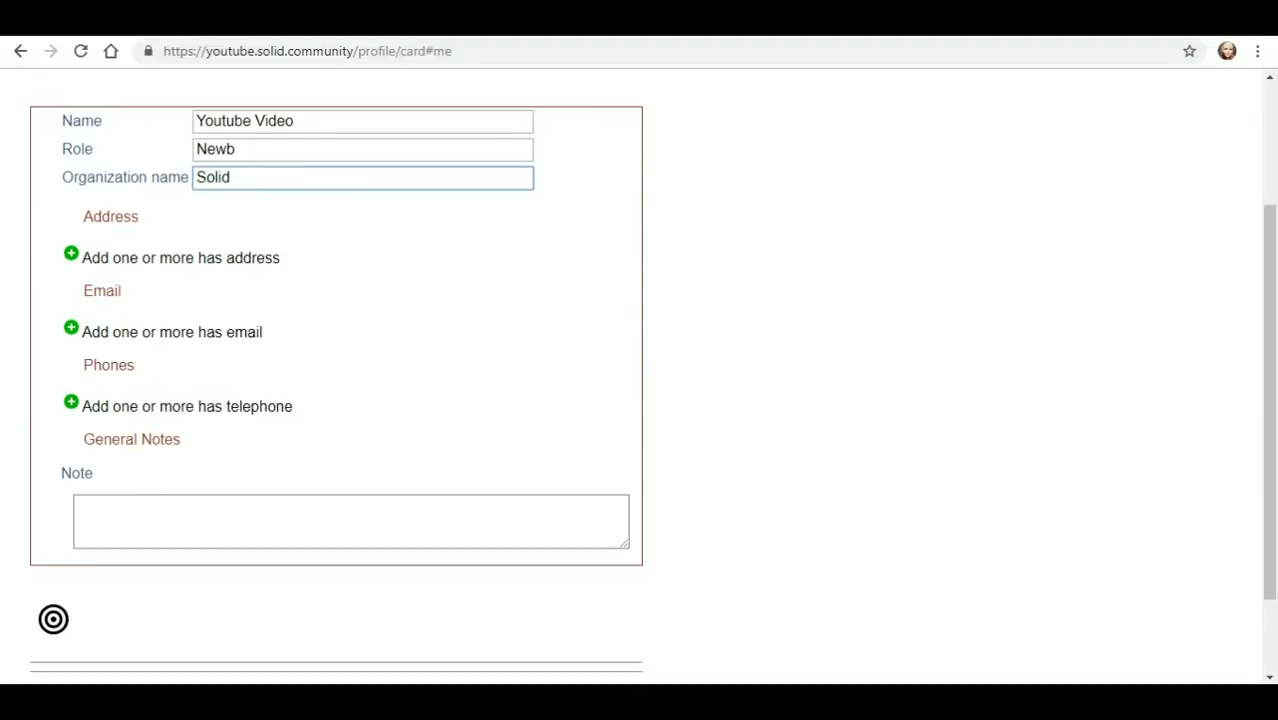 https://youtube.solid.community/profile/card#me
Name Youtube Video
Role Newb
Organization name Solid
Address
Add one or more has address
Email
Add one or more has email
Phones
Add one or more has telephone
General Notes
Note